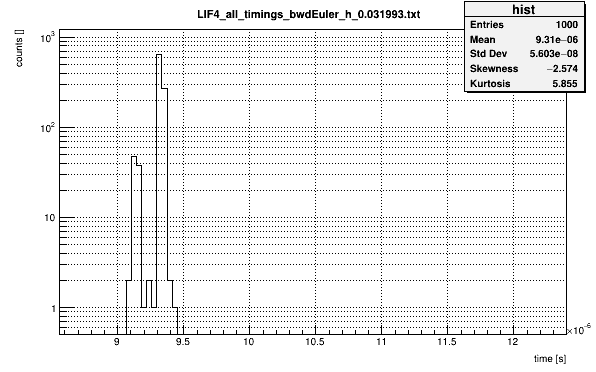 LIF4_all_timings_bwdEuler_h_0.031993.txt
hist
Entries 1000
Mean 9.31e−06
Std Dev 5.603e−08
Skewness −2.574
Kurtosis 5.855
counts []
10³
10²
10
1
9 9.5 10 10.5 11 11.5 12
×10⁻⁶
time [s]